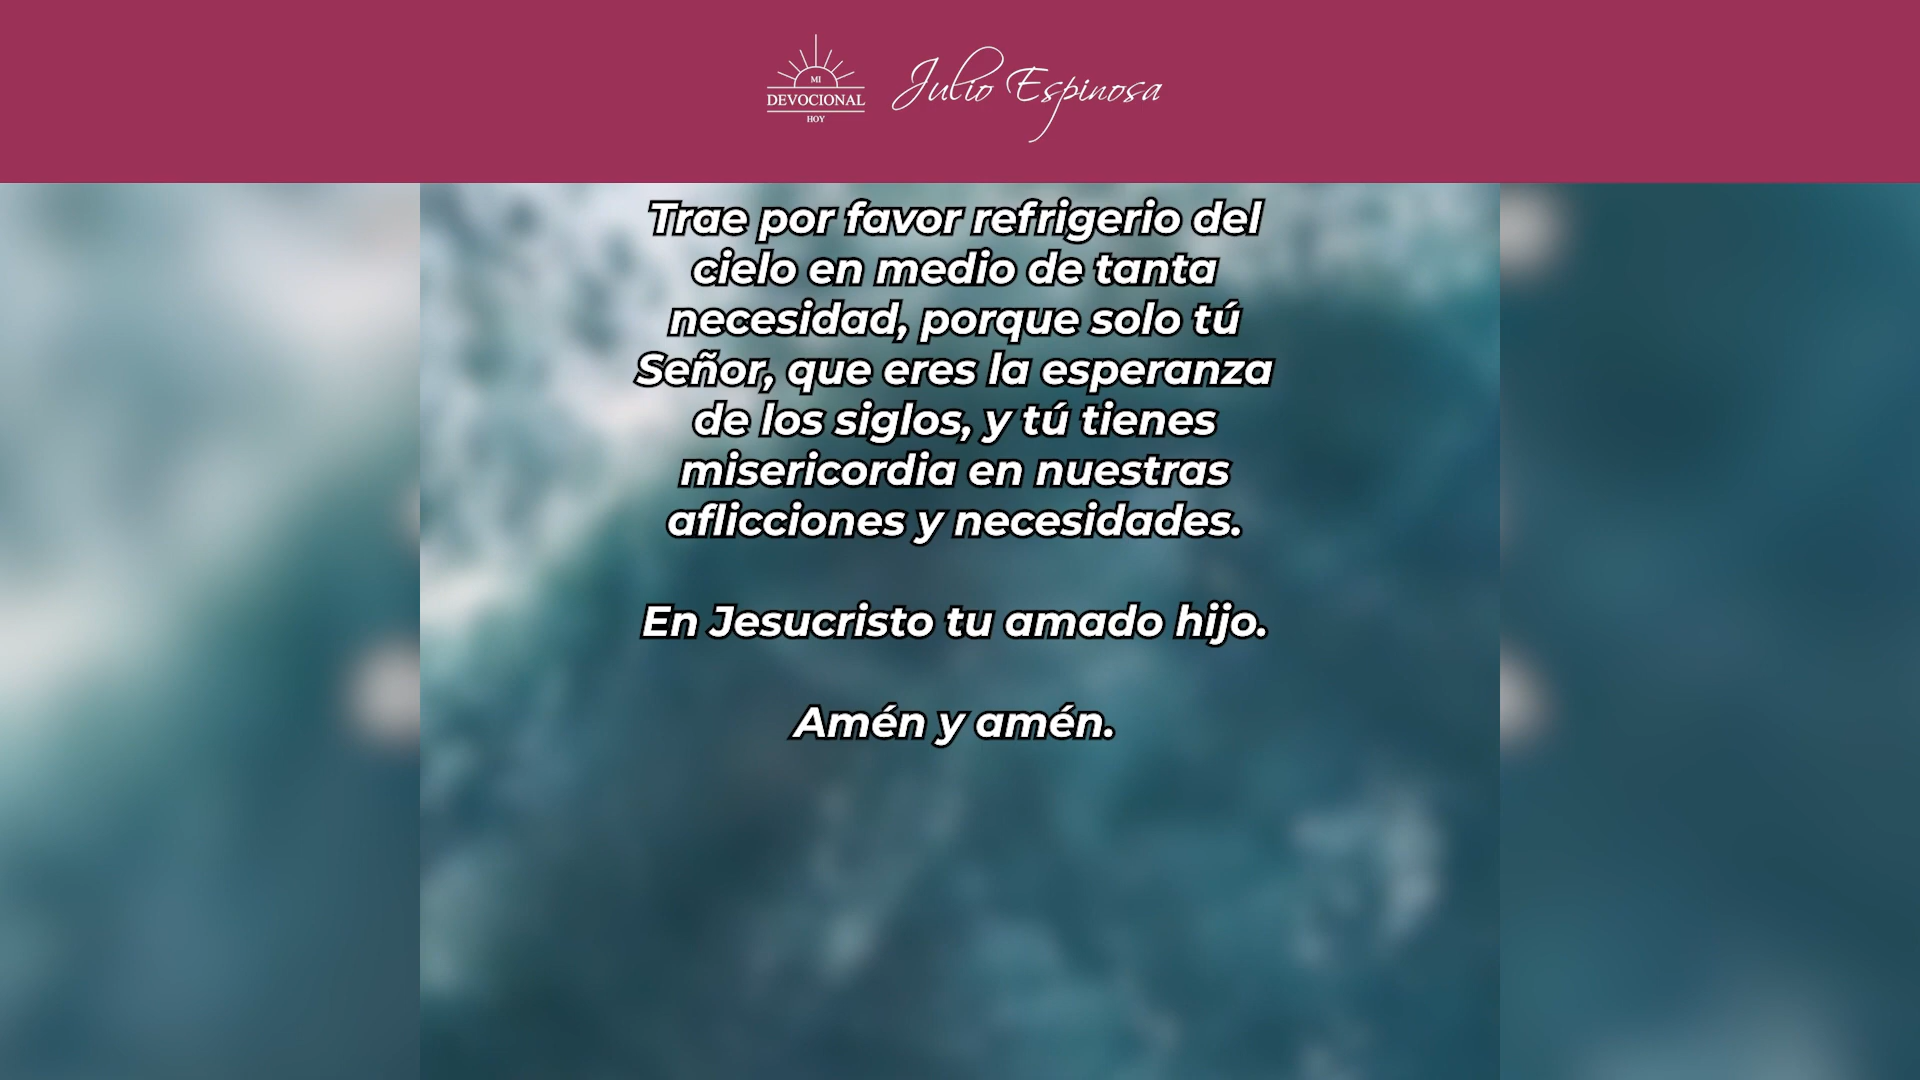 MI
DEVOCIONAL
HOY
Julio Espinosa
Trae por favor refrigerio del
cielo en medio de tanta
necesidad, porque solo tú
Señor, que eres la esperanza
de los siglos, y tú tienes
misericordia en nuestras
aflicciones y necesidades.
En Jesucristo tu amado hijo.
Amén y amén.